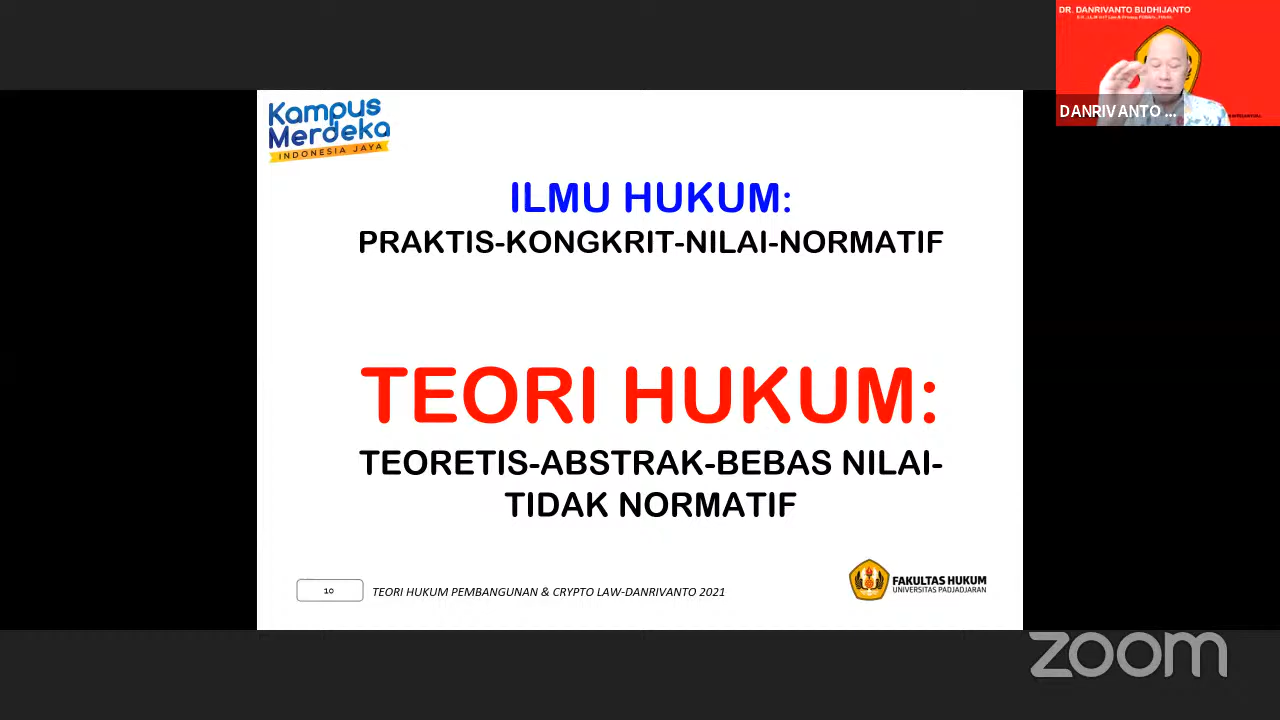 DR. DANRIVANTO BUDHIJANTO
DANRIVANTO ...
Kampus
Merdeka
INDONESIA JAYA
ILMU HUKUM:
PRAKTIS-KONGKRIT-NILAI-NORMATIF
TEORI HUKUM:
TEORETIS-ABSTRAK-BEBAS NILAI-
TIDAK NORMATIF
10
TEORI HUKUM PEMBANGUNAN & CRYPTO LAW-DANRIVANTO 2021
FAKULTAS HUKUM
UNIVERSITAS PADJADJARAN
zoom